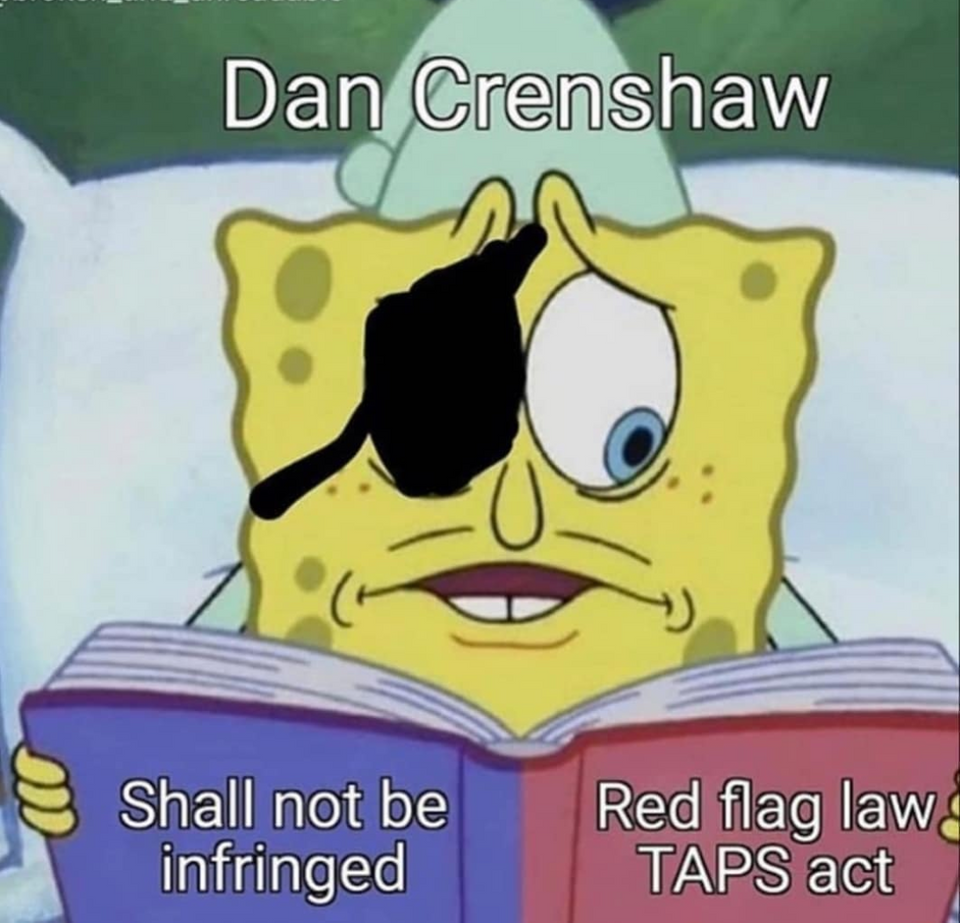 Dan Crenshaw
Shall not be
infringed
Red flag law
TAPS act